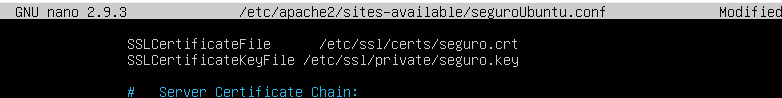 GNU nano 2.9.3 /etc/apache2/sites-available/seguroUbuntu.conf Modified
SSLCertificateFile /etc/ssl/certs/seguro.crt
SSLCertificateKeyFile /etc/ssl/private/seguro.key
# Server Certificate Chain: